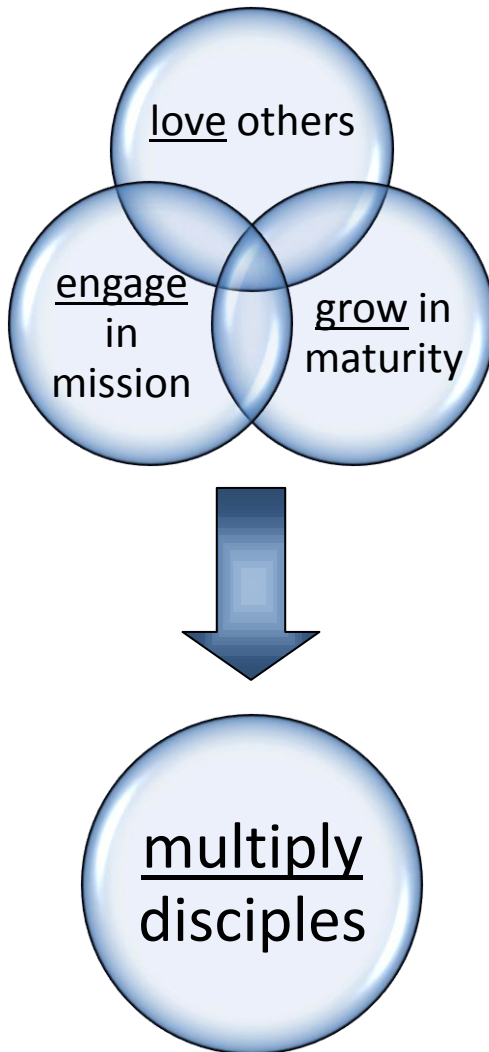 love others
engage
in
mission
grow in
maturity
multiply
disciples